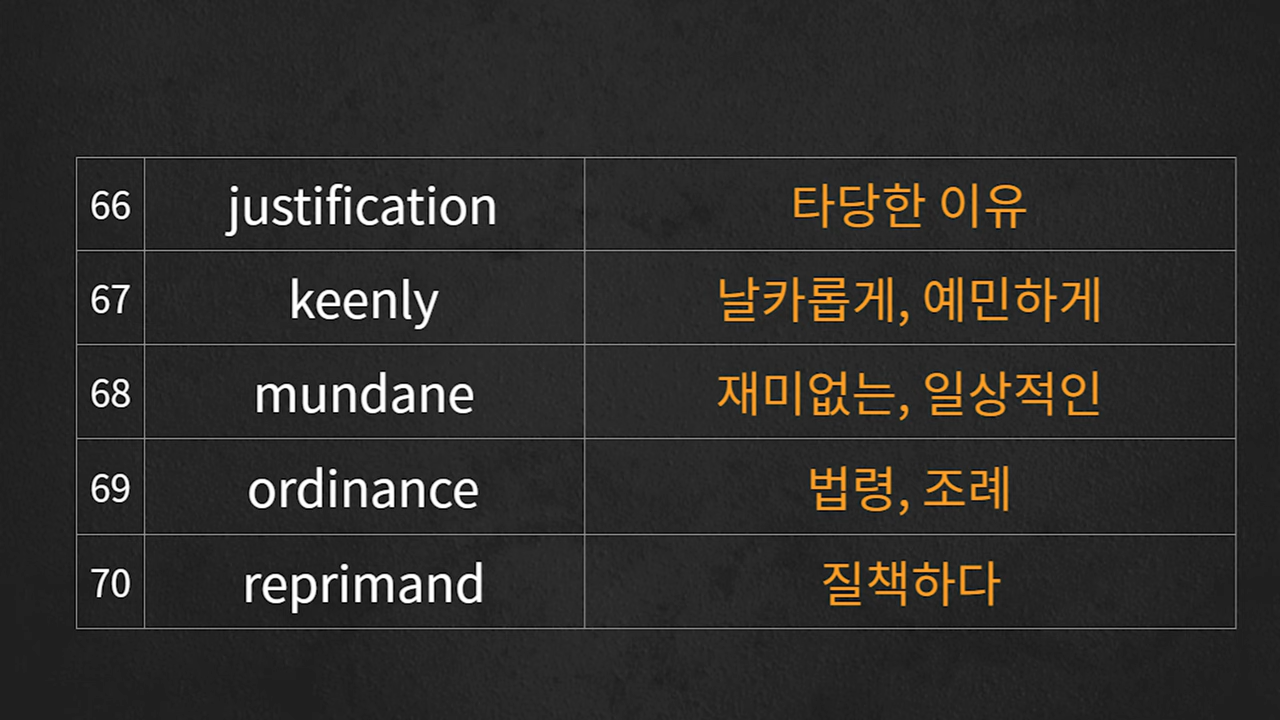 66 justification 타당한 이유
67 keenly 날카롭게, 예민하게
68 mundane 재미없는, 일상적인
69 ordinance 법령, 조례
70 reprimand 질책하다